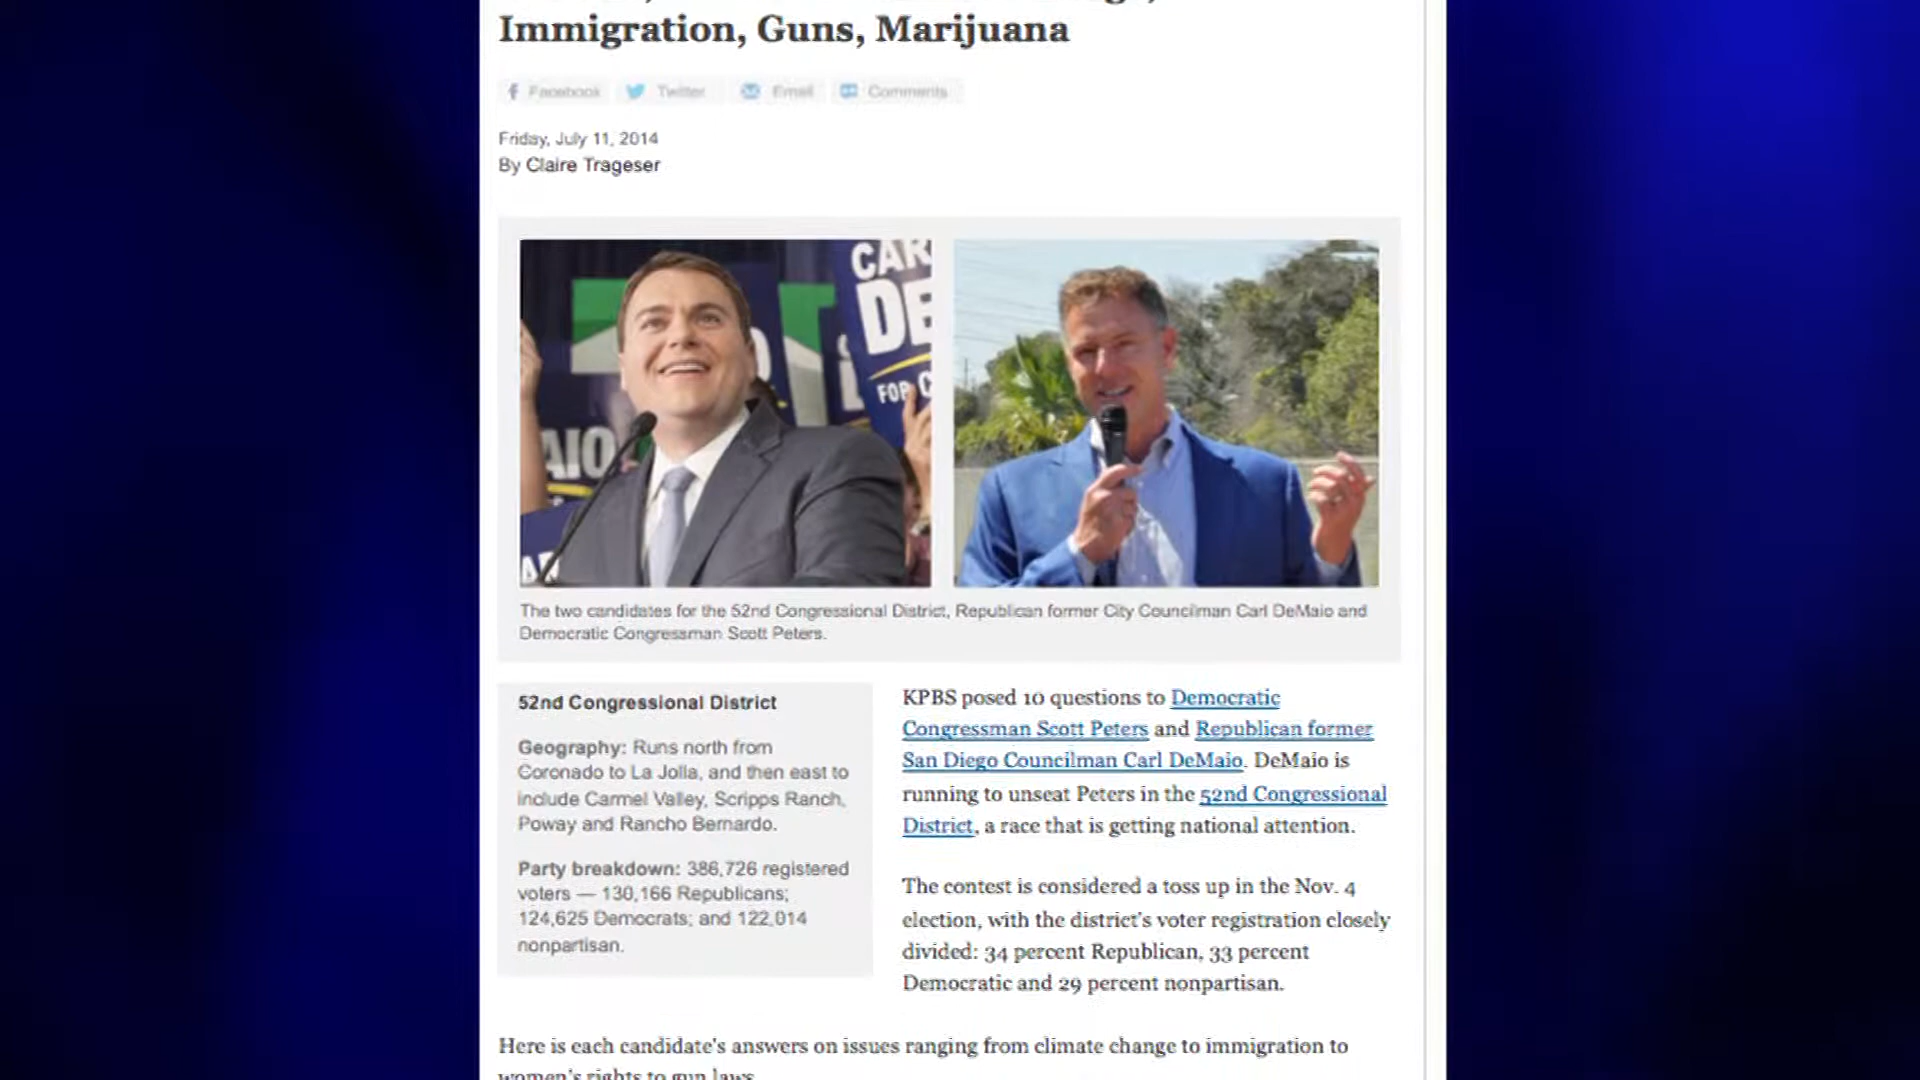 Immigration, Guns, Marijuana
Facebook Twitter Email Comments
Friday, July 11, 2014
By Claire Trageser
CAR
DE
FOR C
AIO
The two candidates for the 52nd Congressional District, Republican former City Councilman Carl DeMaio and
Democratic Congressman Scott Peters.
52nd Congressional District
Geography: Runs north from
Coronado to La Jolla, and then east to
include Carmel Valley, Scripps Ranch,
Poway and Rancho Bernardo.
Party breakdown: 386,726 registered
voters — 130,166 Republicans;
124,625 Democrats; and 122,014
nonpartisan.
KPBS posed 10 questions to Democratic
Congressman Scott Peters and Republican former
San Diego Councilman Carl DeMaio. DeMaio is
running to unseat Peters in the 52nd Congressional
District, a race that is getting national attention.
The contest is considered a toss up in the Nov. 4
election, with the district's voter registration closely
divided: 34 percent Republican, 33 percent
Democratic and 29 percent nonpartisan.
Here is each candidate's answers on issues ranging from climate change to immigration to
women's rights to gun laws.